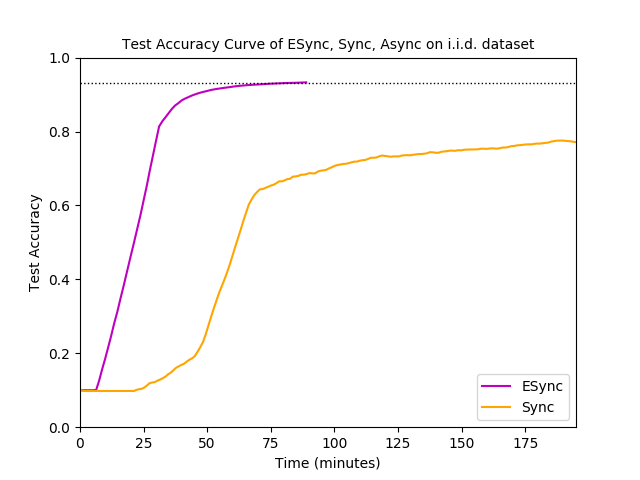 Test Accuracy Curve of ESync, Sync, Async on i.i.d. dataset
1.0
0.8
0.6
0.4
0.2
0.0
Test Accuracy
0 25 50 75 100 125 150 175
Time (minutes)
ESync
Sync